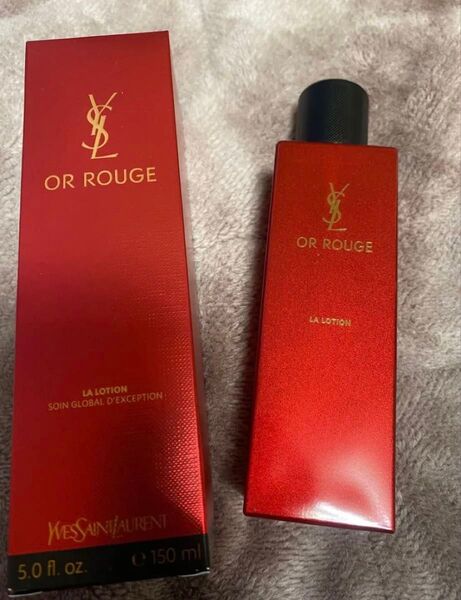 YSL
OR ROUGE
LA LOTION
SOIN GLOBAL D'EXCEPTION
YVESSAINTLAURENT
5.0 fl. oz. ℮ 150 ml
YSL
OR ROUGE
LA LOTION